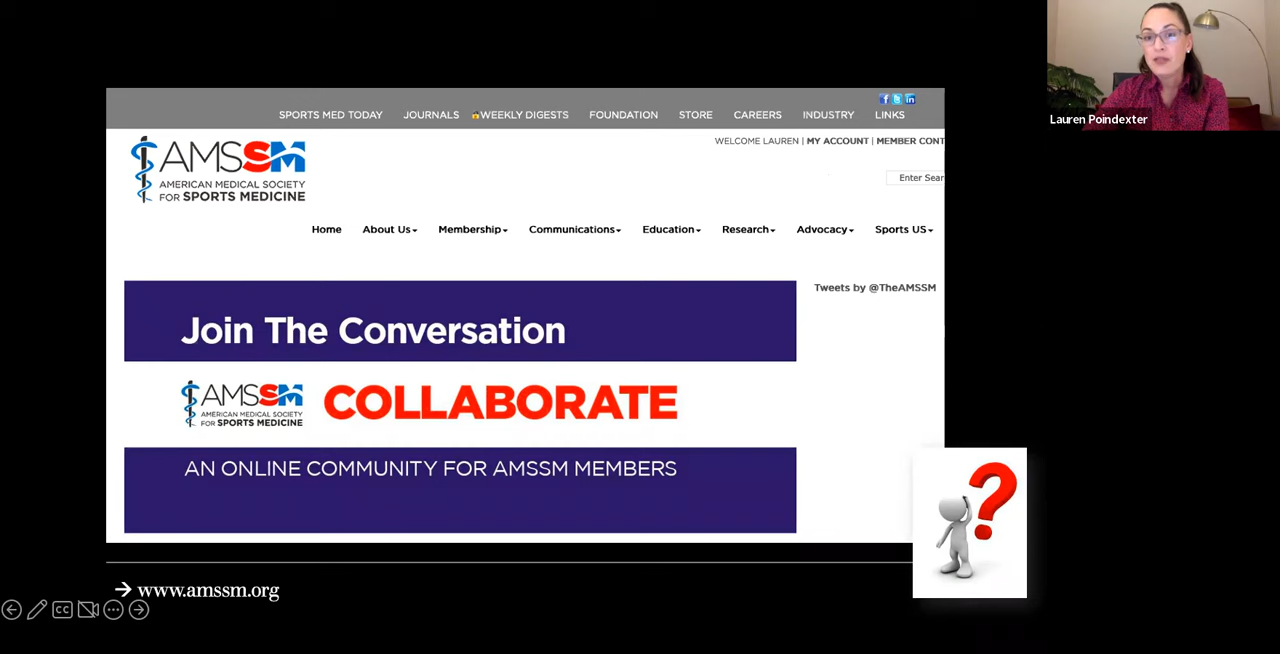 Lauren Poindexter
SPORTS MED TODAY JOURNALS WEEKLY DIGESTS FOUNDATION STORE CAREERS INDUSTRY LINKS
WELCOME LAUREN | MY ACCOUNT | MEMBER CONT
AMSSM
AMERICAN MEDICAL SOCIETY
FOR SPORTS MEDICINE
Enter Sear
Home About Us Membership Communications Education Research Advocacy Sports US
Tweets by @TheAMSSM
Join The Conversation
AMSSM
AMERICAN MEDICAL SOCIETY
FOR SPORTS MEDICINE
COLLABORATE
AN ONLINE COMMUNITY FOR AMSSM MEMBERS
?
→ www.amssm.org
CC